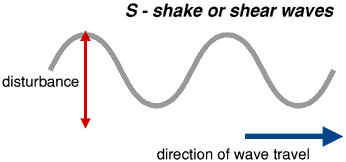 S - shake or shear waves
disturbance
direction of wave travel